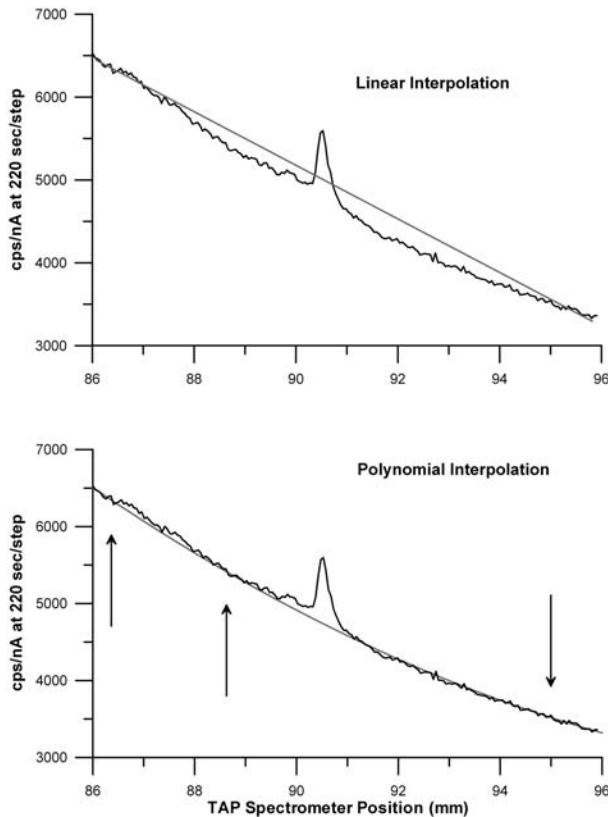 7000
Linear Interpolation
6000
5000
4000
3000
cps/nA at 220 sec/step
86 88 90 92 94 96
7000
Polynomial Interpolation
6000
5000
4000
3000
cps/nA at 220 sec/step
86 88 90 92 94 96
TAP Spectrometer Position (mm)